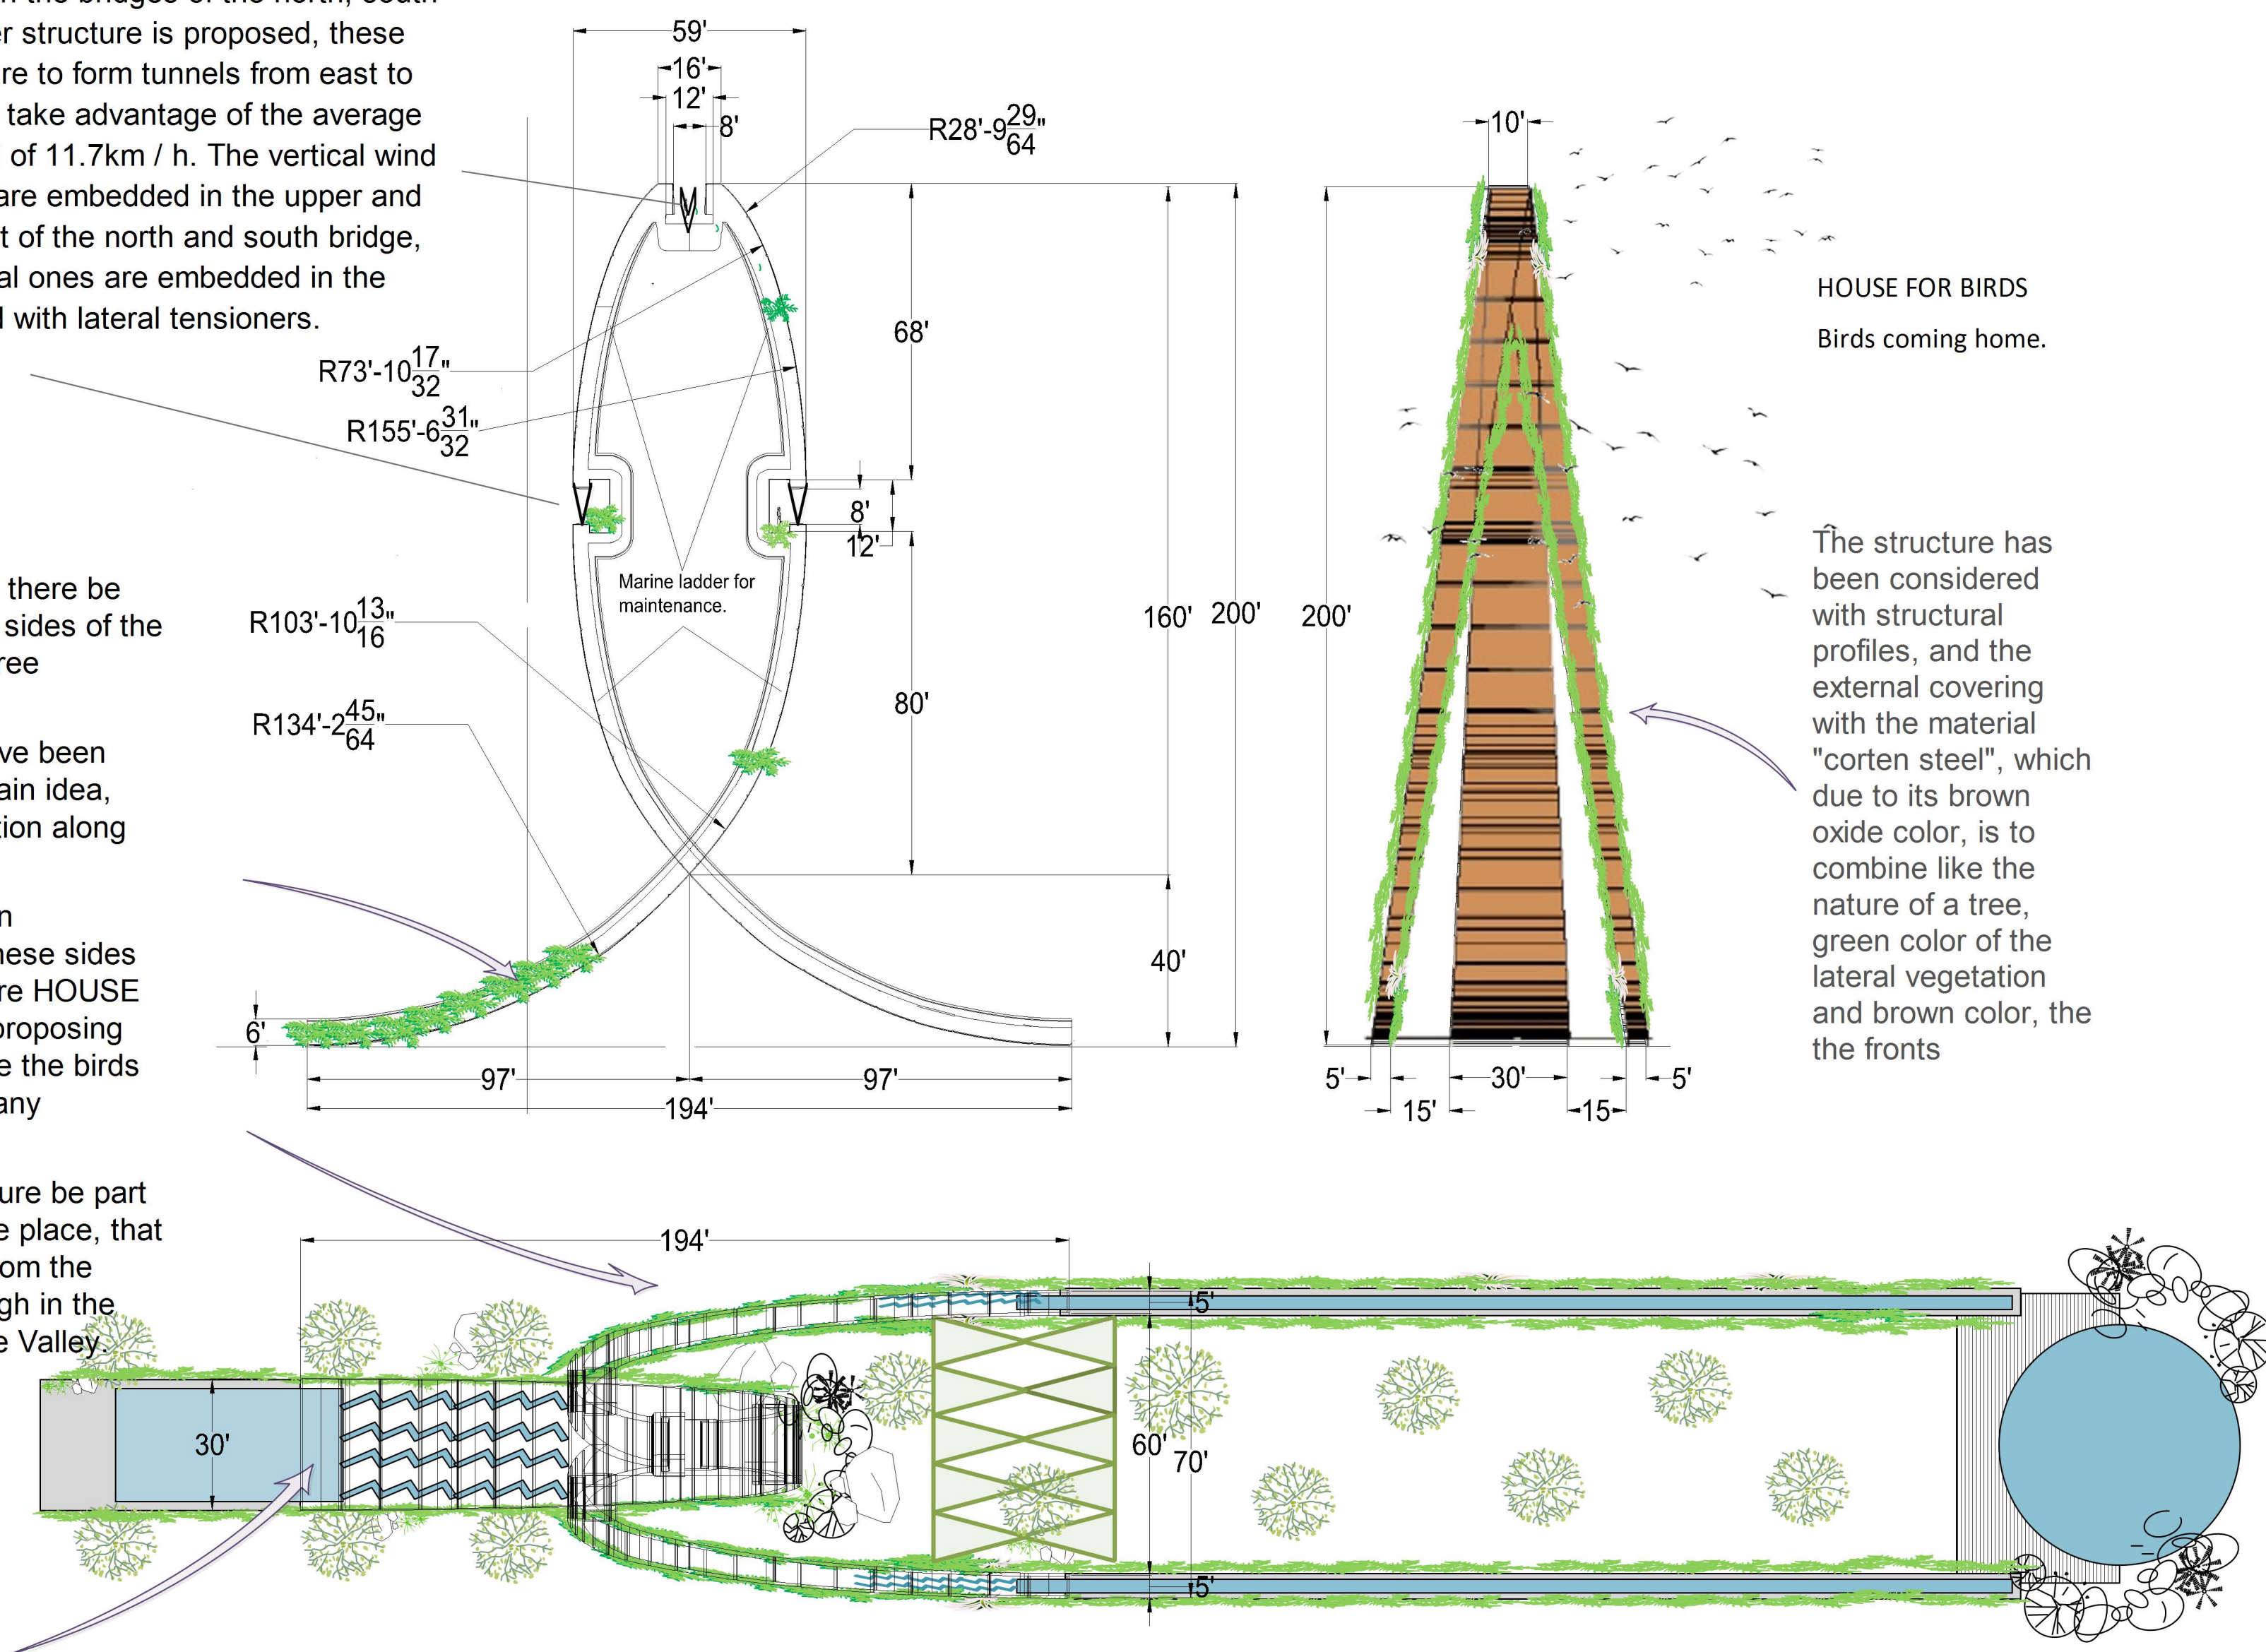 n the bridges of the north, south
er structure is proposed, these
re to form tunnels from east to
take advantage of the average
of 11.7km / h. The vertical wind
are embedded in the upper and
t of the north and south bridge,
al ones are embedded in the
d with lateral tensioners.
there be
sides of the
ree
ve been
ain idea,
tion along
n
hese sides
re HOUSE
proposing
e the birds
any
ure be part
e place, that
om the
gh in the
e Valley.
59'
16'
12'
8'
R28'-9 29/64"
R73'-10 17/32"
R155'-6 31/32"
R103'-10 13/16"
R134'-2 45/64"
Marine ladder for
maintenance.
68'
8'
12'
80'
160'
200'
40'
6'
97'
97'
194'
10'
200'
5'
15'
30'
15
5'
HOUSE FOR BIRDS
Birds coming home.
The structure has
been considered
with structural
profiles, and the
external covering
with the material
"corten steel", which
due to its brown
oxide color, is to
combine like the
nature of a tree,
green color of the
lateral vegetation
and brown color, the
the fronts
194'
5'
30'
60'
70'
5'